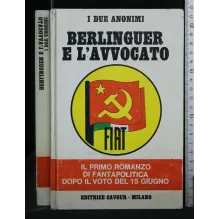 I DUE ANONIMI
BERLINGUER
E L'AVVOCATO
FIAT
IL PRIMO ROMANZO
DI FANTAPOLITICA
DOPO IL VOTO DEL 15 GIUGNO
EDITRICE CAVOUR - MILANO
I DUE ANONIMI
BERLINGUER E L'AVVOCATO